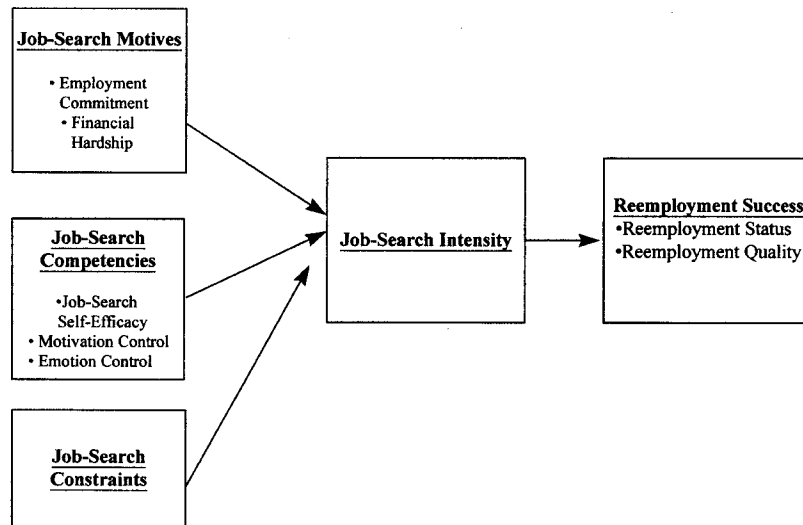 Job-Search Motives
• Employment
Commitment
• Financial
Hardship
Job-Search
Competencies
•Job-Search
Self-Efficacy
• Motivation Control
• Emotion Control
Job-Search
Constraints
Job-Search Intensity
Reemployment Success
•Reemployment Status
•Reemployment Quality